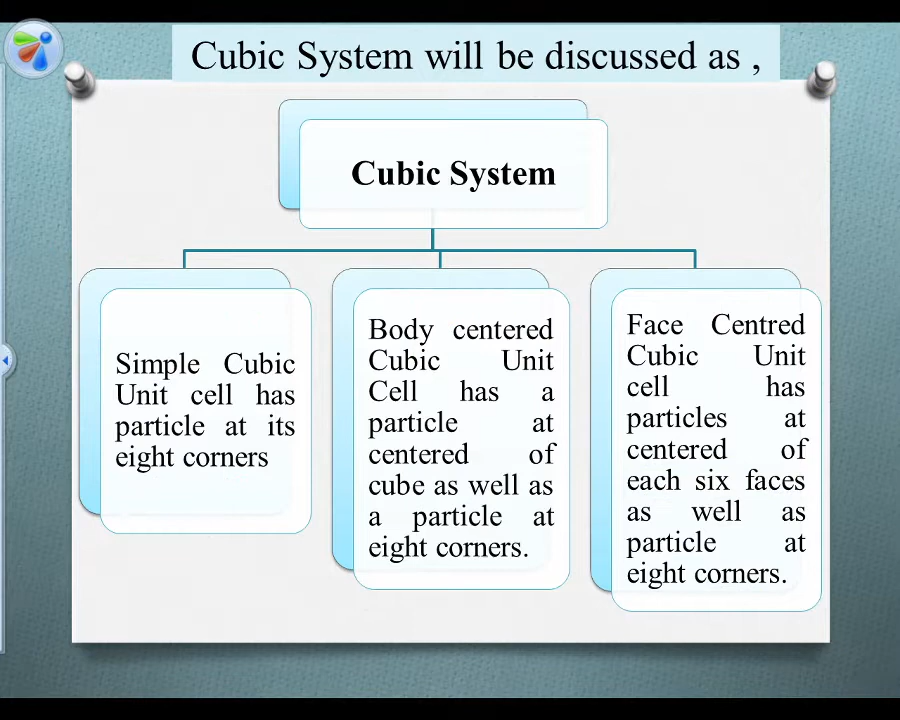 Cubic System will be discussed as ,
Cubic System
Simple Cubic
Unit cell has
particle at its
eight corners
Body centered
Cubic Unit
Cell has a
particle at
centered of
cube as well as
a particle at
eight corners.
Face Centred
Cubic Unit
cell has
particles at
centered of
each six faces
as well as
particle at
eight corners.